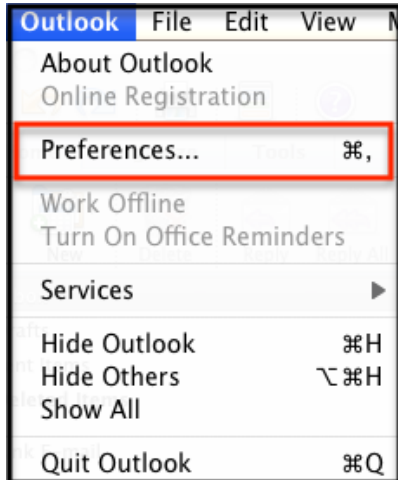 Outlook File Edit View
About Outlook
Online Registration
Preferences... ⌘,
Work Offline
Turn On Office Reminders
Services ▶
Hide Outlook ⌘H
Hide Others ⌥⌘H
Show All
Quit Outlook ⌘Q